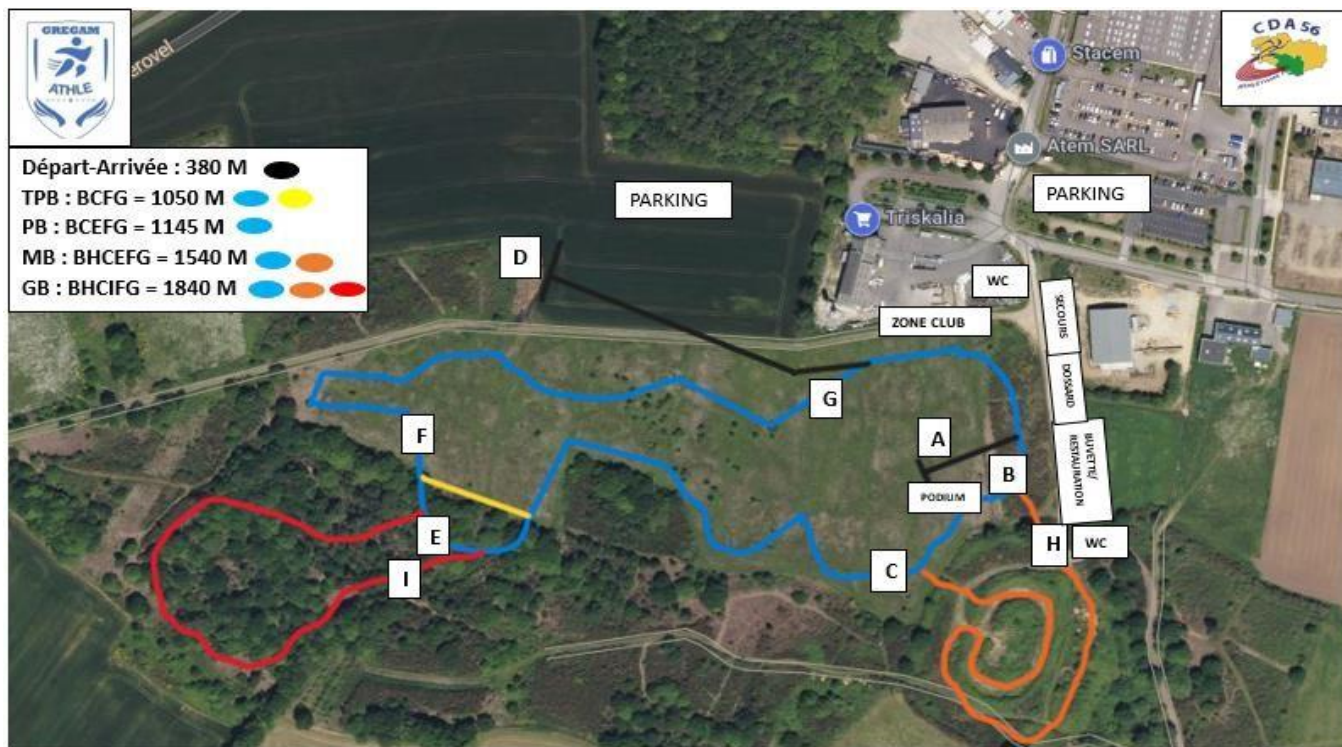 GREGAM
ATHLE
erovel
CDA 56
Stacem
Atem SARL
Départ-Arrivée : 380 M
TPB : BCFG = 1050 M
PB : BCEFG = 1145 M
MB : BHCEFG = 1540 M
GB : BHCIFG = 1840 M
PARKING
PARKING
Triskalia
D
WC
ZONE CLUB
SECOURS
DOSSARD
BUVETTE/
RESTAURATION
G
F
A
B
PODIUM
E
H
WC
I
C